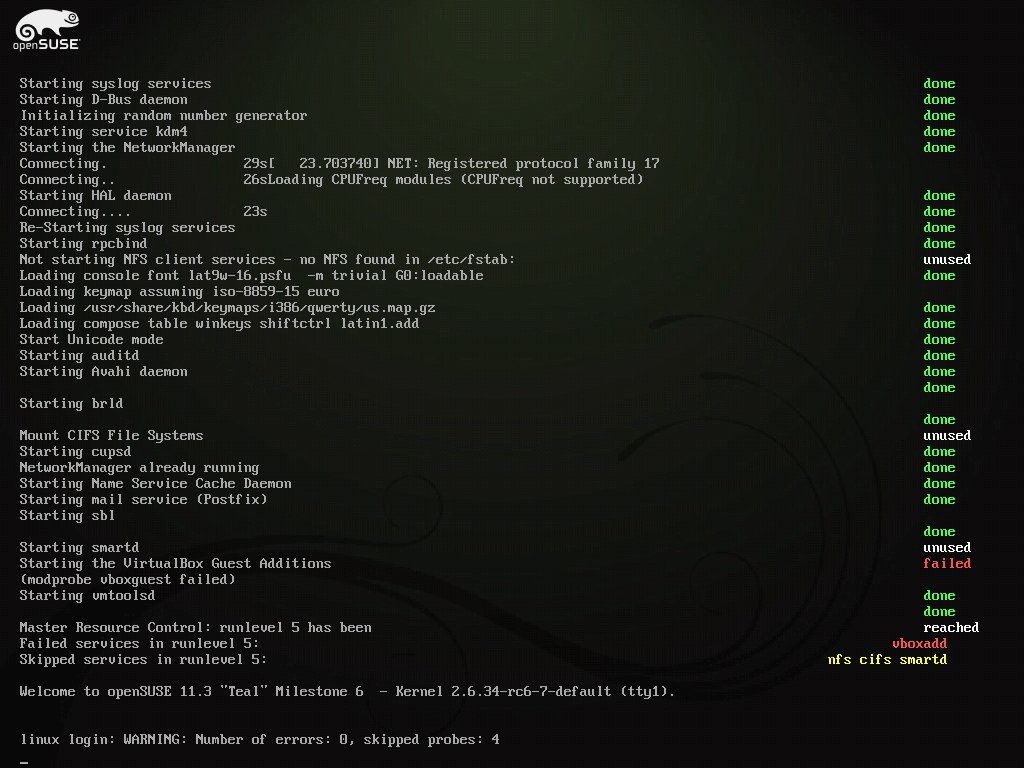 openSUSE
Starting syslog services done
Starting D-Bus daemon done
Initializing random number generator done
Starting service kdm4 done
Starting the NetworkManager done
Connecting. 29s[ 23.703740] NET: Registered protocol family 17
Connecting.. 26sLoading CPUFreq modules (CPUFreq not supported)
Starting HAL daemon done
Connecting.... 23s done
Re-Starting syslog services done
Starting rpcbind done
Not starting NFS client services - no NFS found in /etc/fstab: unused
Loading console font lat9w-16.psfu -m trivial G0:loadable done
Loading keymap assuming iso-8859-15 euro
Loading /usr/share/kbd/keymaps/i386/qwerty/us.map.gz done
Loading compose table winkeys shiftctrl latin1.add done
Start Unicode mode done
Starting auditd done
Starting Avahi daemon done
done
Starting brld
done
Mount CIFS File Systems unused
Starting cupsd done
NetworkManager already running done
Starting Name Service Cache Daemon done
Starting mail service (Postfix) done
Starting sbl
done
Starting smartd unused
Starting the VirtualBox Guest Additions failed
(modprobe vboxguest failed)
Starting vmtoolsd done
done
Master Resource Control: runlevel 5 has been reached
Failed services in runlevel 5: vboxadd
Skipped services in runlevel 5: nfs cifs smartd
Welcome to openSUSE 11.3 "Teal" Milestone 6 - Kernel 2.6.34-rc6-7-default (tty1).
linux login: WARNING: Number of errors: 0, skipped probes: 4
_